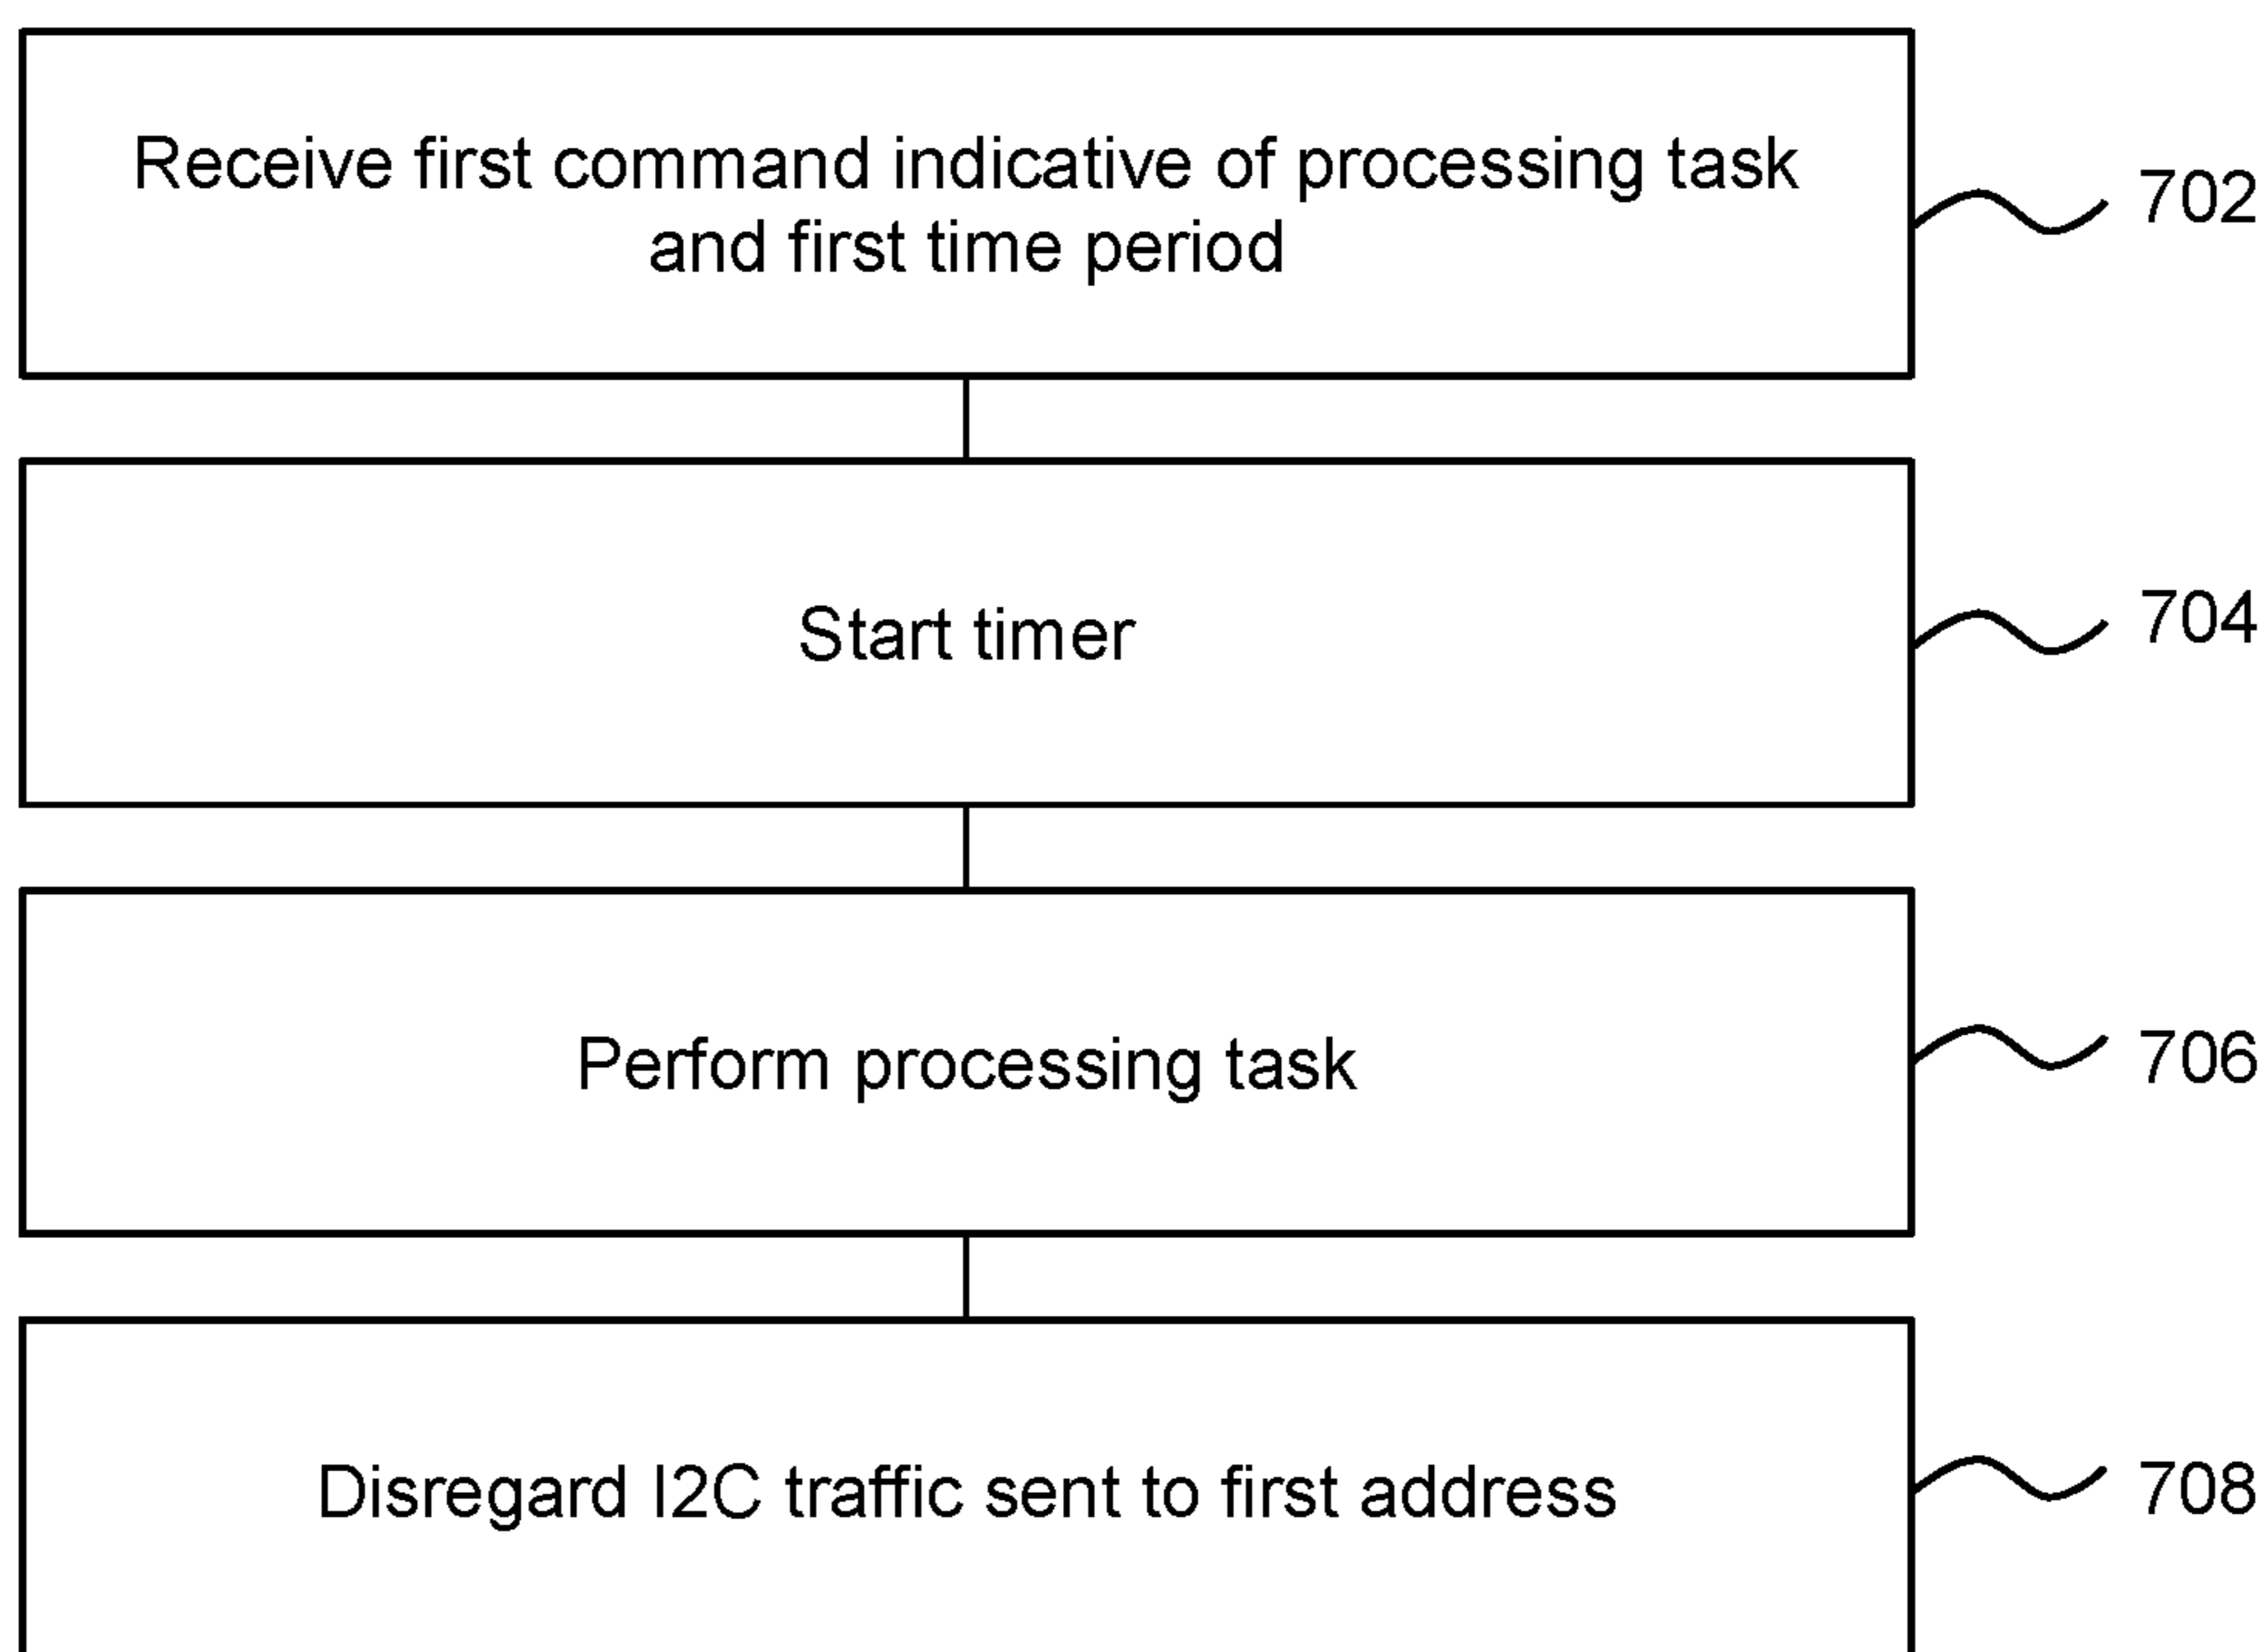 Receive first command indicative of processing task
and first time period
702
Start timer
704
Perform processing task
706
Disregard I2C traffic sent to first address
708